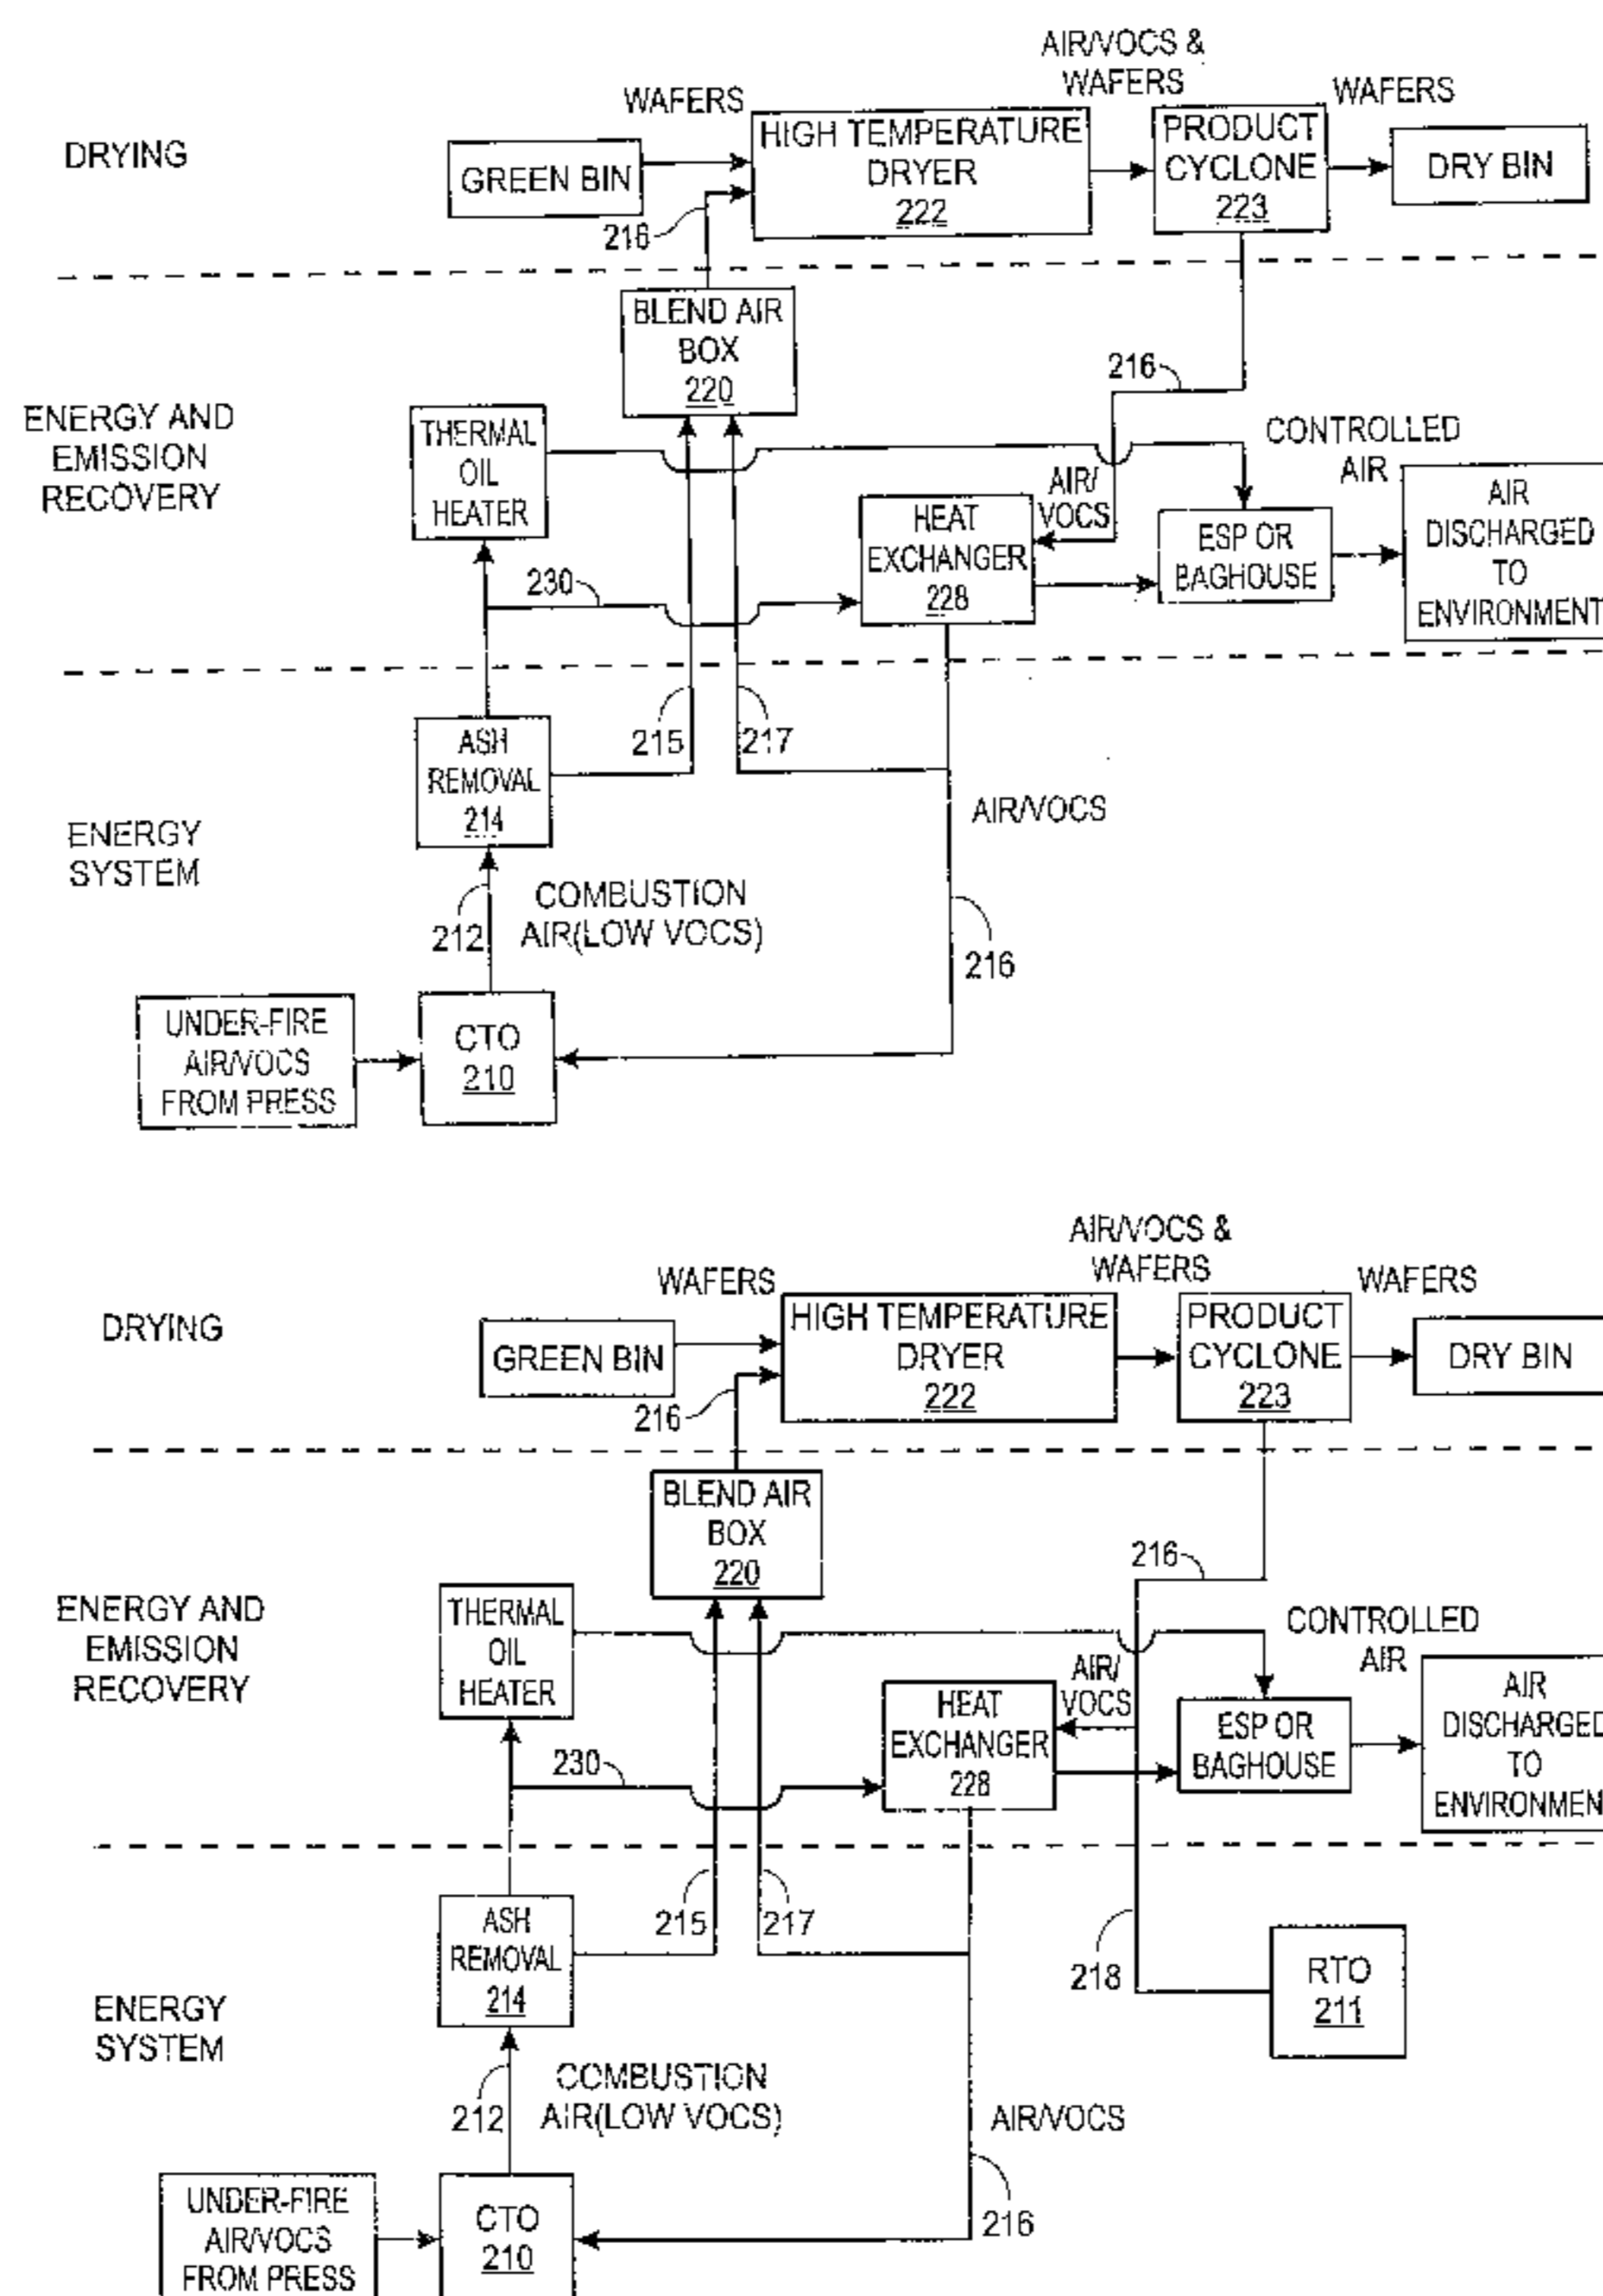 AIR/VOCS &
WAFERS
WAFERS
WAFERS
DRYING
GREEN BIN
HIGH TEMPERATURE
DRYER
222
PRODUCT
CYCLONE
223
DRY BIN
216
BLEND AIR
BOX
220
216
ENERGY AND
EMISSION
RECOVERY
THERMAL
OIL
HEATER
CONTROLLED
AIR
AIR/
VOCS
HEAT
EXCHANGER
228
ESP OR
BAGHOUSE
AIR
DISCHARGED
TO
ENVIRONMENT
230
215
217
ASH
REMOVAL
214
AIR/VOCS
ENERGY
SYSTEM
COMBUSTION
AIR(LOW VOCS)
212
216
UNDER-FIRE
AIR/VOCS
FROM PRESS
CTO
210
AIR/VOCS &
WAFERS
WAFERS
WAFERS
DRYING
GREEN BIN
HIGH TEMPERATURE
DRYER
222
PRODUCT
CYCLONE
223
DRY BIN
216
BLEND AIR
BOX
220
216
ENERGY AND
EMISSION
RECOVERY
THERMAL
OIL
HEATER
CONTROLLED
AIR
AIR/
VOCS
HEAT
EXCHANGER
228
ESP OR
BAGHOUSE
AIR
DISCHARGED
TO
ENVIRONMEN
230
215
217
ASH
REMOVAL
214
218
RTO
211
ENERGY
SYSTEM
COMBUSTION
AIR(LOW VOCS)
212
AIR/VOCS
216
UNDER-FIRE
AIR/VOCS
FROM PRESS
CTO
210